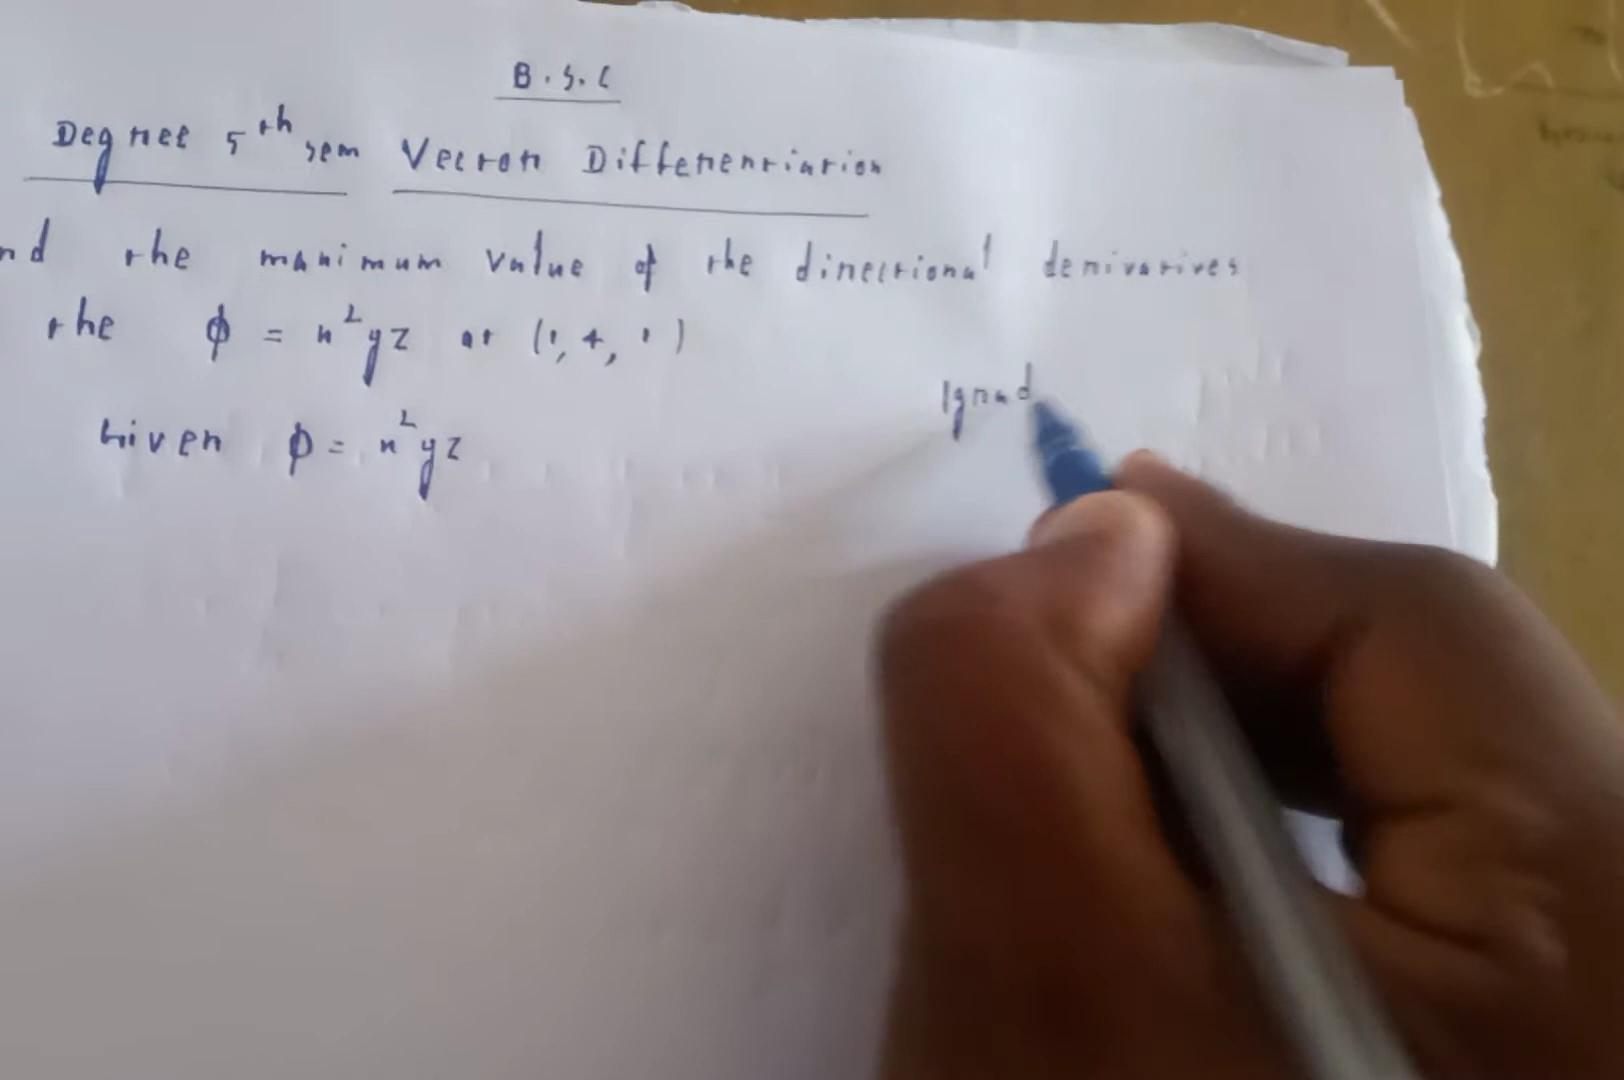 B.S.C
Degree 5th sem Vector Differentiation
nd the maximum value of the directional derivatives
the ϕ = x²yz at (1, 4, 1)
Given ϕ = x²yz
|grad